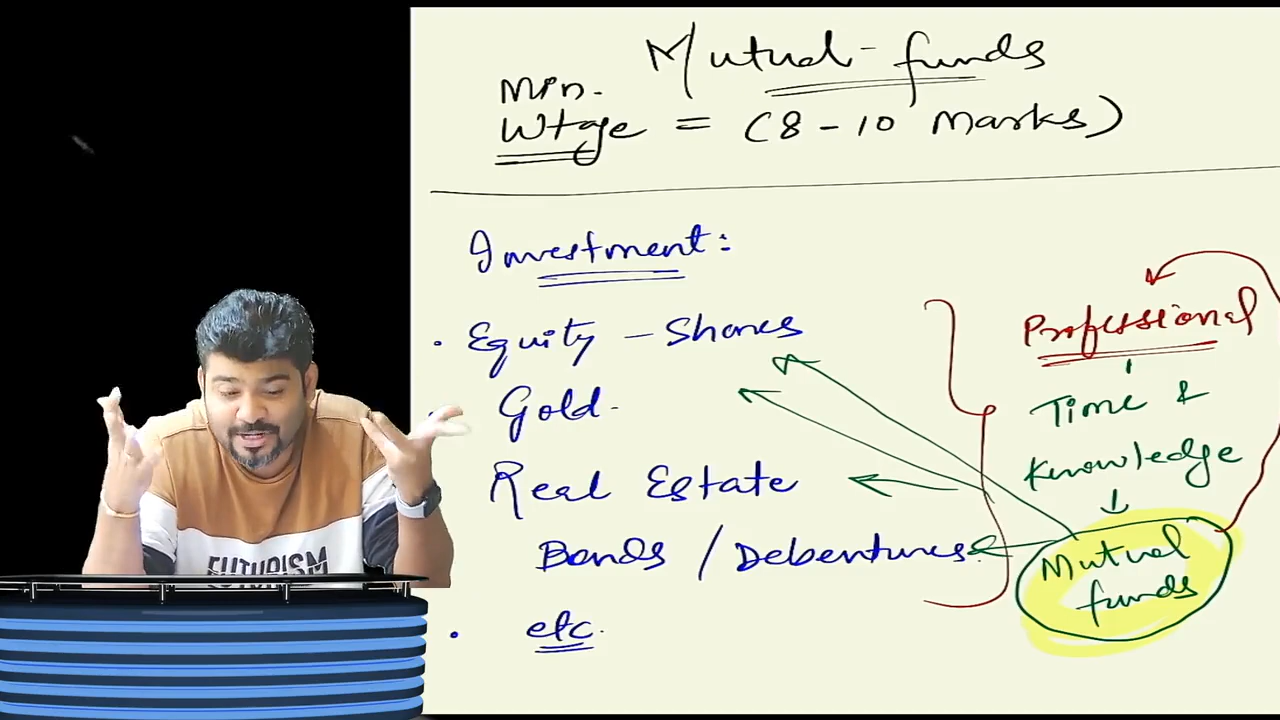 Mutual funds
Min.
Wtge = (8-10 Marks)
Investment:
• Equity - Shares
Gold.
Real Estate
Bonds / Debentures.
• etc.
Professional
Time &
Knowledge
Mutual
funds
FUTURISM